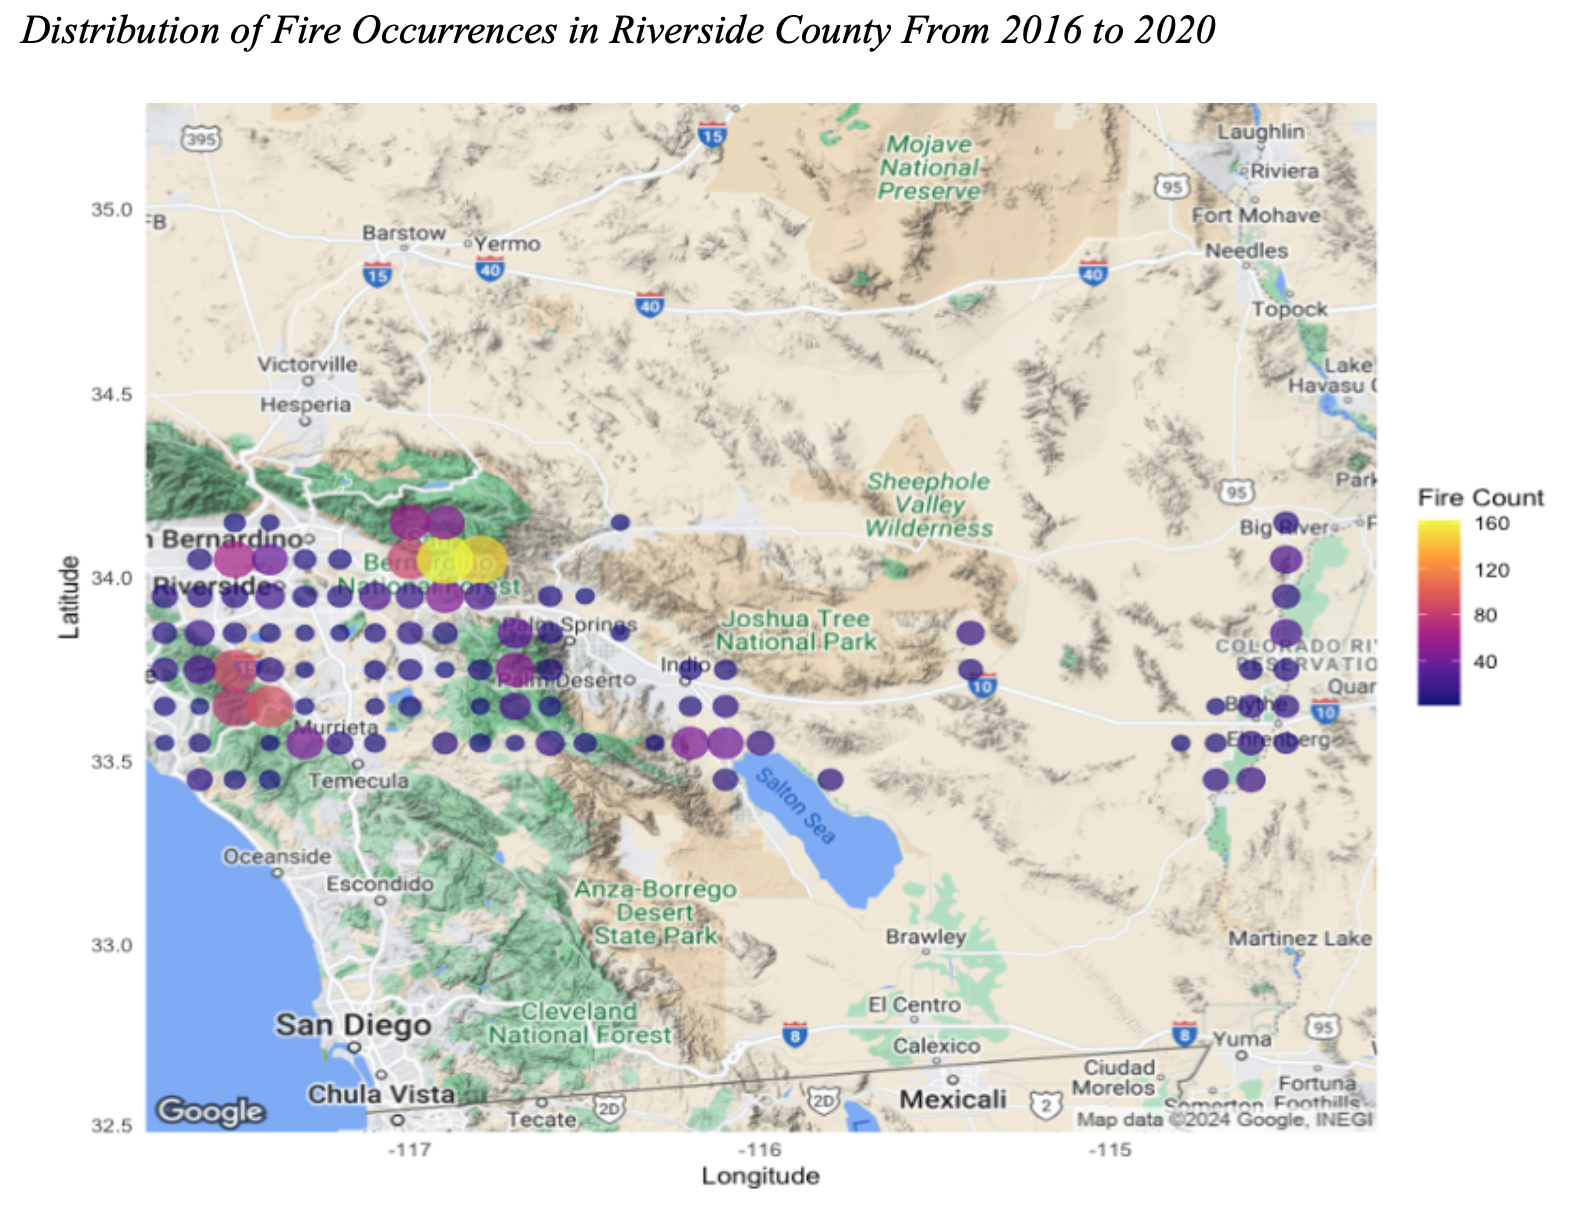 Distribution of Fire Occurrences in Riverside County From 2016 to 2020
395
15
Mojave
National
Preserve
Laughlin
Riviera
95
35.0
FB
Fort Mohave
Barstow
Yermo
Needles
15
40
40
40
Topock
Victorville
Lake
Havasu C
34.5
Hesperia
Sheephole
Valley
Wilderness
95
Park
Fire Count
160
Big River
F
n Bernardino
120
Latitude
34.0
Bernardino
National Forest
Riverside
80
Joshua Tree
National Park
Palm Springs
COLORADO RIV
RESERVATIO
40
15
Indio
Palm Desert
10
Quar
e
Blythe
10
Murrieta
Ehrenberg
33.5
Temecula
Salton Sea
Oceanside
Escondido
Anza-Borrego
Desert
State Park
33.0
Brawley
Martinez Lake
El Centro
Cleveland
National Forest
San Diego
8
8
95
Yuma
Calexico
Ciudad
Morelos
Fortuna
Foothills
Chula Vista
Mexicali
2
2D
2D
Somerton
Google
Tecate
L
Map data ©2024 Google, INEGI
32.5
-117
-116
-115
Longitude